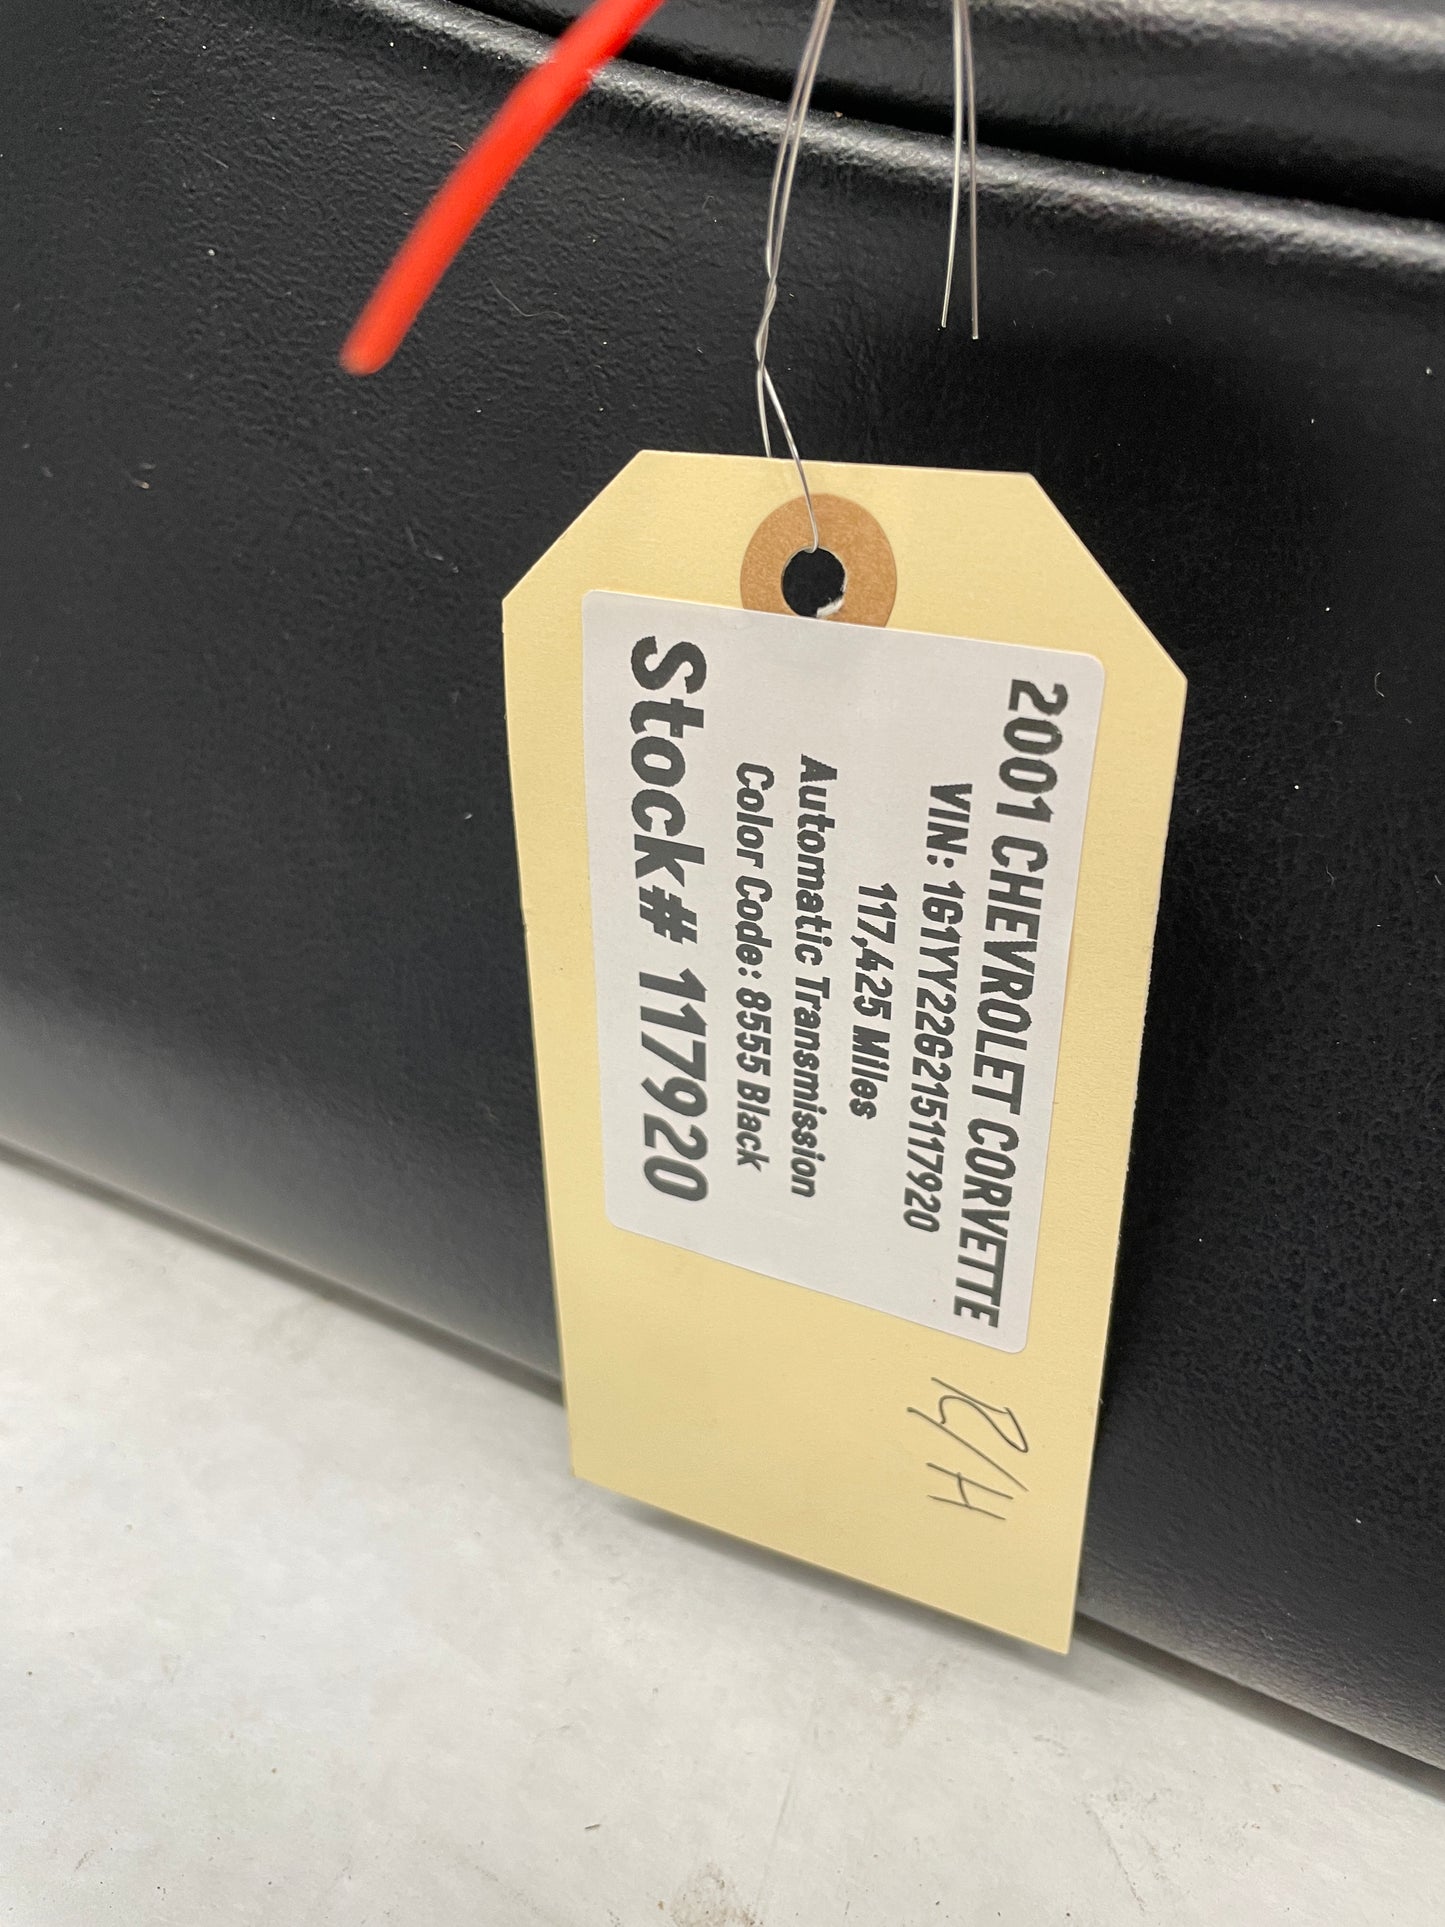 2001 CHEVROLET CORVETTE
VIN: 1G1YY22G215117920
117,425 Miles
Automatic Transmission
Color Code: 8555 Black
Stock# 117920
R/H